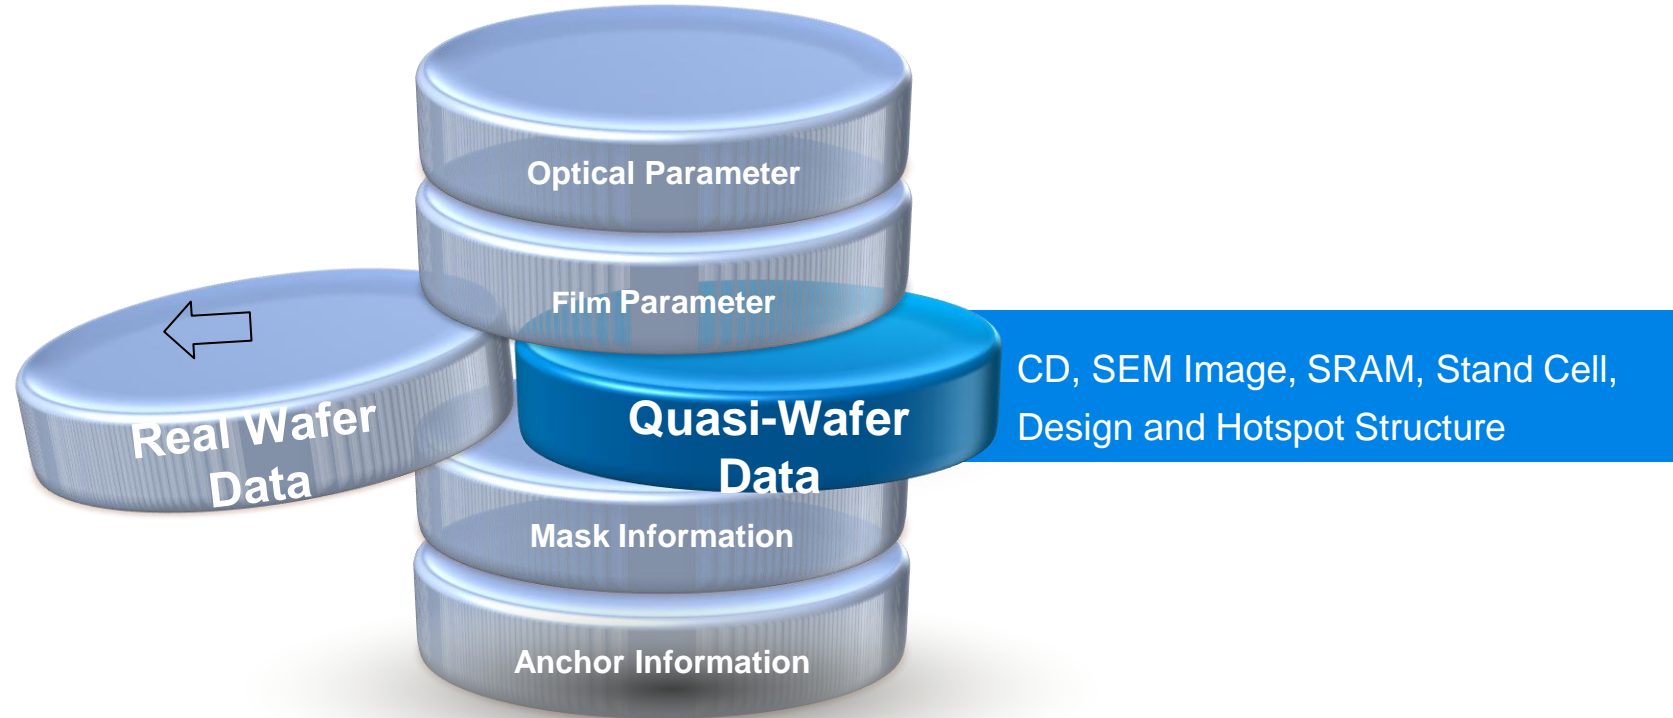 Optical Parameter
Film Parameter
Real Wafer
Data
Quasi-Wafer
Data
CD, SEM Image, SRAM, Stand Cell,
Design and Hotspot Structure
Mask Information
Anchor Information